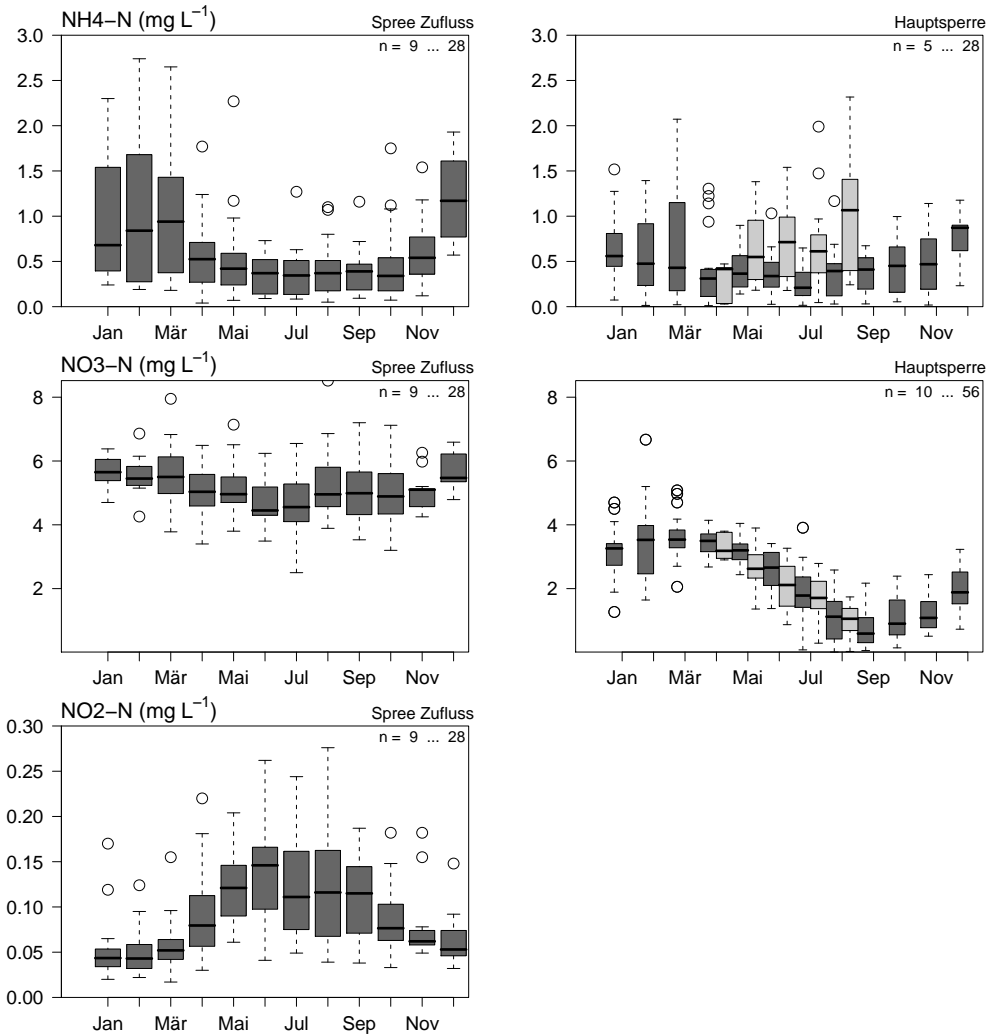 NH4−N (mg L−1) Spree Zufluss Hauptsperre
n = 9 ... 28 n = 5 ... 28
3.0 3.0
2.5 2.5
2.0 2.0
1.5 1.5
1.0 1.0
0.5 0.5
0.0 0.0
Jan Mär Mai Jul Sep Nov Jan Mär Mai Jul Sep Nov
NO3−N (mg L−1) Spree Zufluss Hauptsperre
n = 9 ... 28 n = 10 ... 56
8 8
6 6
4 4
2 2
Jan Mär Mai Jul Sep Nov Jan Mär Mai Jul Sep Nov
NO2−N (mg L−1) Spree Zufluss
n = 9 ... 28
0.30
0.25
0.20
0.15
0.10
0.05
0.00
Jan Mär Mai Jul Sep Nov